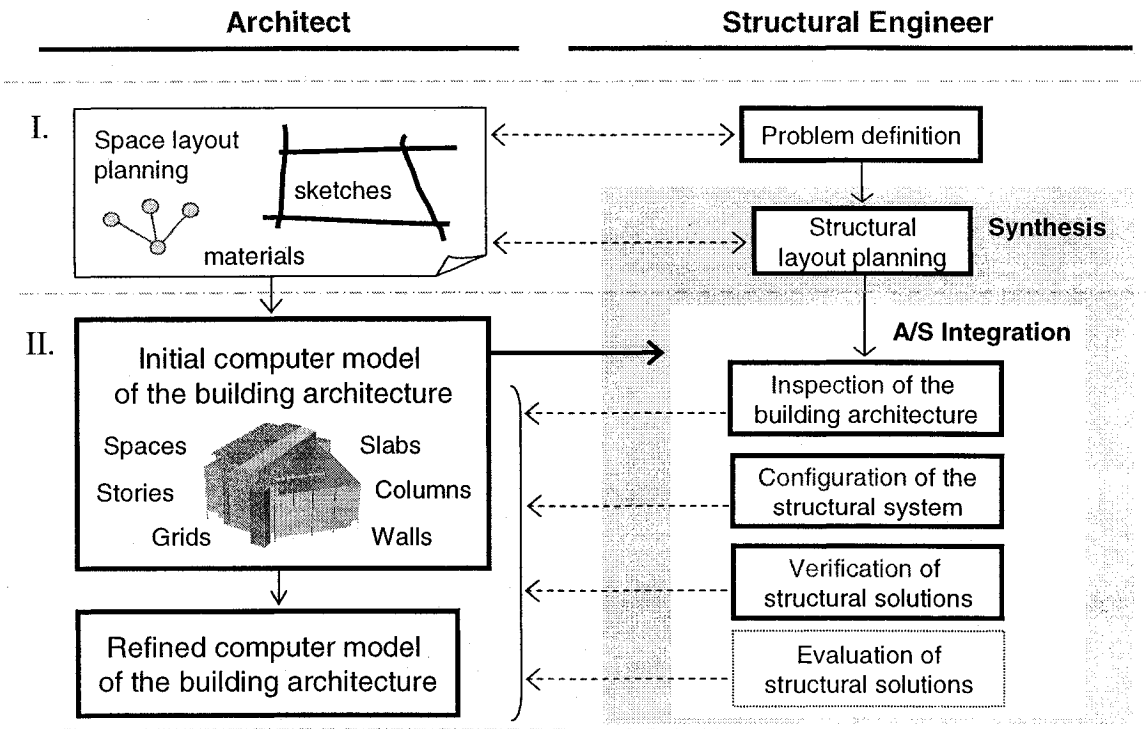 Architect
Structural Engineer
I.
Space layout
planning
sketches
materials
Problem definition
Structural
layout planning
Synthesis
II.
Initial computer model
of the building architecture
Spaces
Slabs
Stories
Columns
Grids
Walls
A/S Integration
Inspection of the
building architecture
Configuration of the
structural system
Verification of
structural solutions
Evaluation of
structural solutions
Refined computer model
of the building architecture